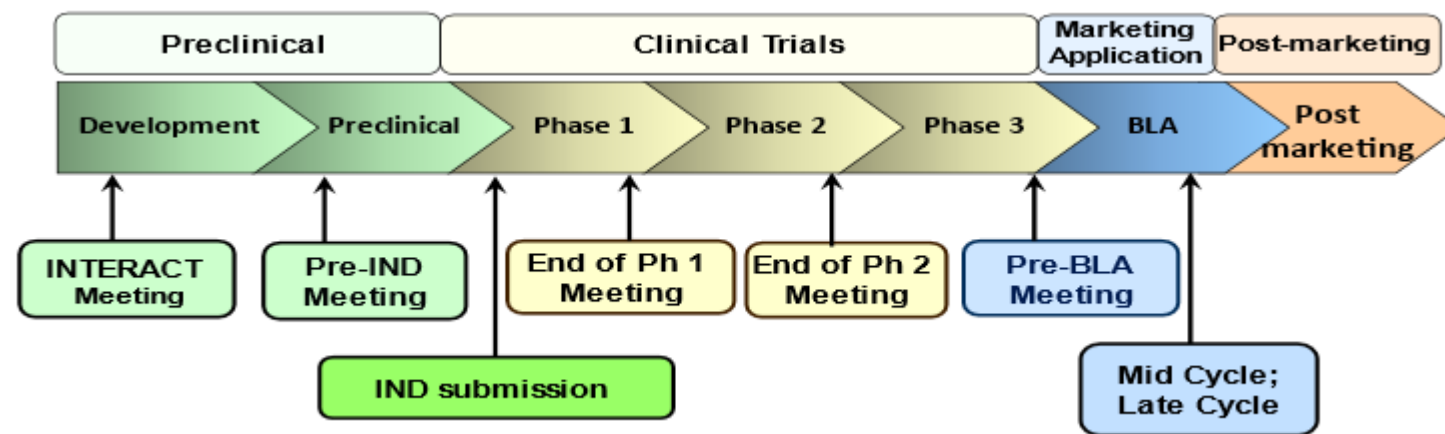 Preclinical
Clinical Trials
Marketing
Application
Post-marketing
Development
Preclinical
Phase 1
Phase 2
Phase 3
BLA
Post
marketing
INTERACT
Meeting
Pre-IND
Meeting
End of Ph 1
Meeting
End of Ph 2
Meeting
Pre-BLA
Meeting
IND submission
Mid Cycle;
Late Cycle